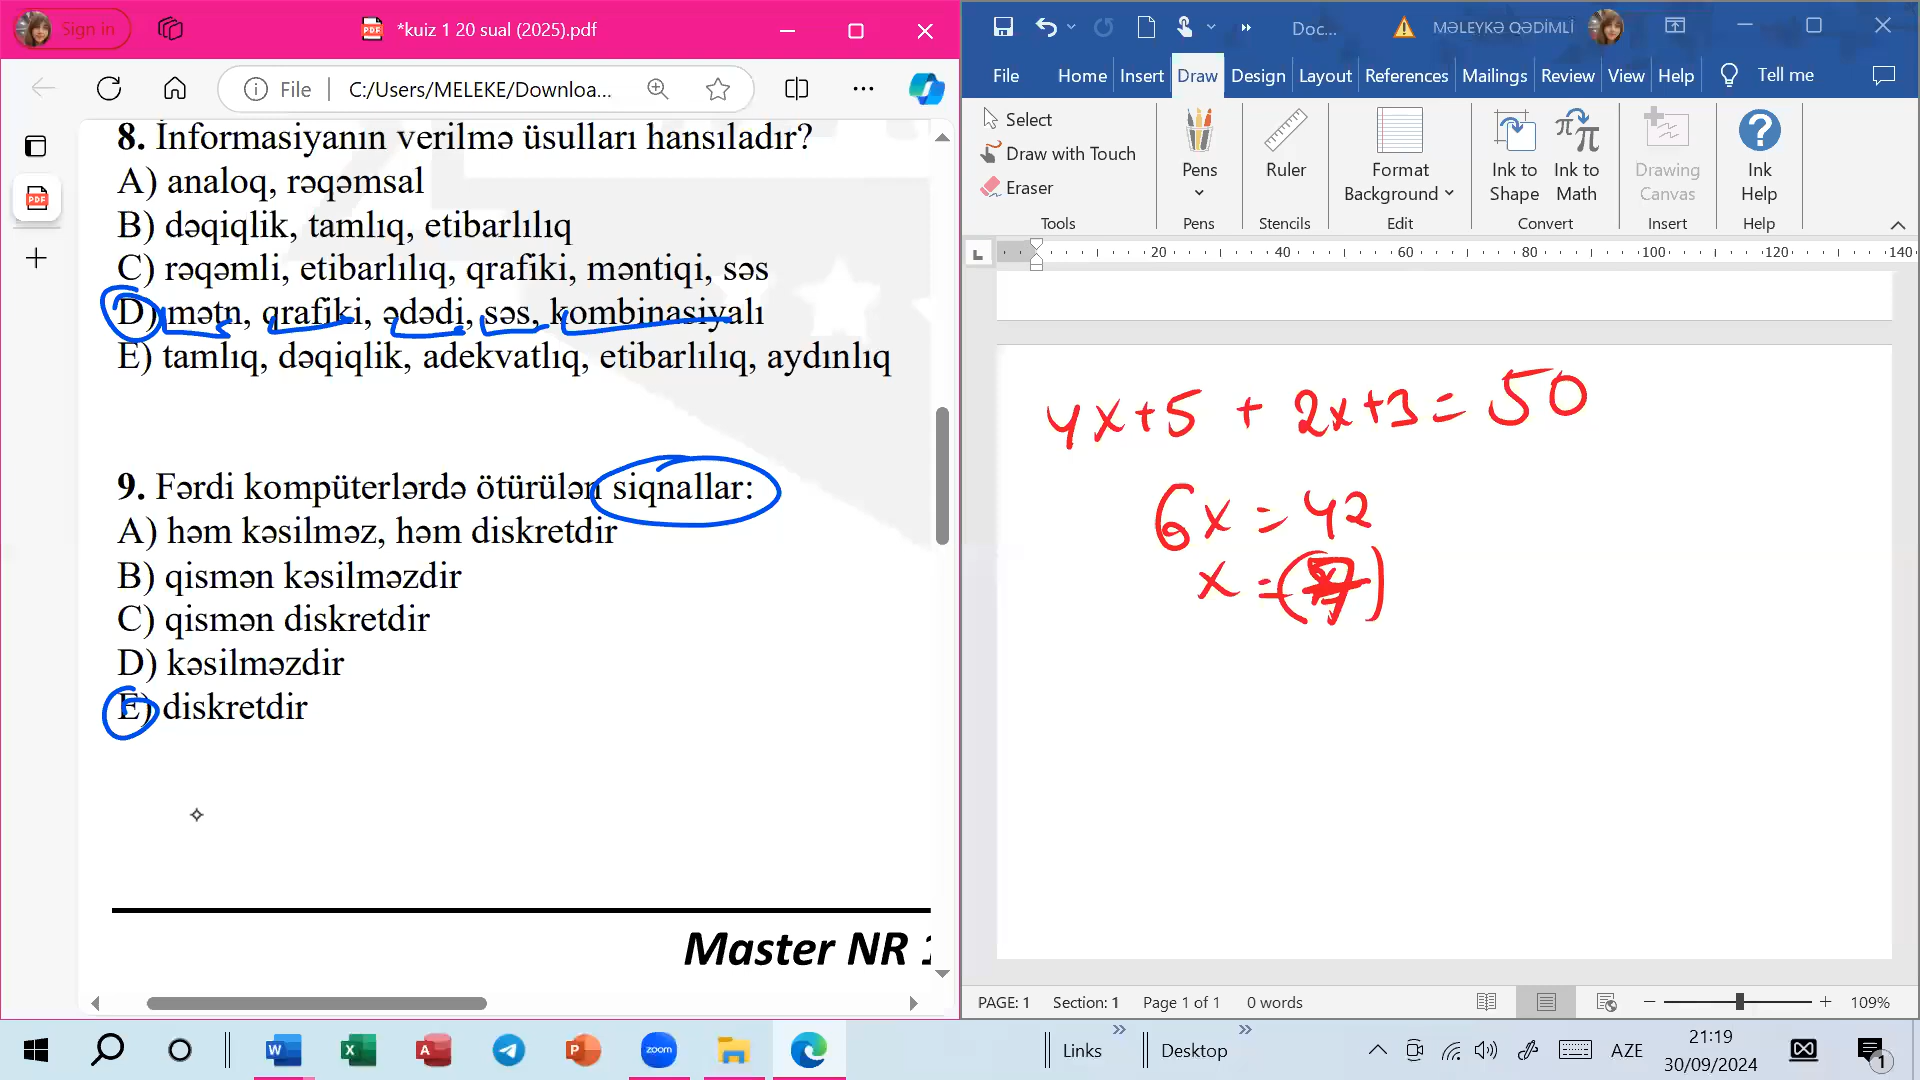 Sign in
*kuiz 1 20 sual (2025).pdf
File
C:/Users/MELEKE/Downloa...
8. İnformasiyanın verilmə üsulları hansıladır?
A) analoq, rəqəmsal
B) dəqiqlik, tamlıq, etibarlılıq
C) rəqəmli, etibarlılıq, qrafiki, məntiqi, səs
D) mətn, qrafiki, ədədi, səs, kombinasiyalı
E) tamlıq, dəqiqlik, adekvatlıq, etibarlılıq, aydınlıq
9. Fərdi kompüterlərdə ötürülən siqnallar:
A) həm kəsilməz, həm diskretdir
B) qismən kəsilməzdir
C) qismən diskretdir
D) kəsilməzdir
E) diskretdir
Master NR 1
Doc...
MƏLEYKƏ QƏDİMLİ
File Home Insert Draw Design Layout References Mailings Review View Help Tell me
Select
Draw with Touch
Eraser
Tools
Pens
Pens
Ruler
Stencils
Format
Background
Edit
Ink to
Shape
Ink to
Math
Convert
Drawing
Canvas
Insert
Ink
Help
Help
20 40 60 80 100 120 140
4x+5 + 2x+3 = 50
6x = 42
x =
PAGE: 1 Section: 1 Page 1 of 1 0 words
109%
zoom
Links
Desktop
AZE
21:19
30/09/2024
1